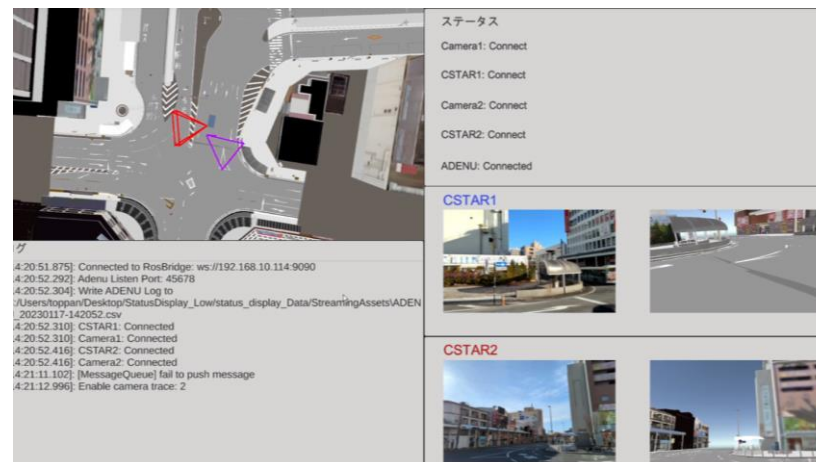 ステータス
Camera1: Connect
CSTAR1: Connect
Camera2: Connect
CSTAR2: Connect
ADENU: Connected
グ
4:20:51.875]: Connected to RosBridge: ws://192.168.10.114:9090
4:20:52.292]: Adenu Listen Port: 45678
4:20:52.304]: Write ADENU Log to
:/Users/toppan/Desktop/StatusDisplay_Low/status_display_Data/StreamingAssets\ADEN
_20230117-142052.csv
4:20:52.310]: CSTAR1: Connected
4:20:52.310]: Camera1: Connected
4:20:52.416]: CSTAR2: Connected
4:20:52.416]: Camera2: Connected
4:21:11.102]: [MessageQueue] fail to push message
4:21:12.996]: Enable camera trace: 2
CSTAR1
CSTAR2